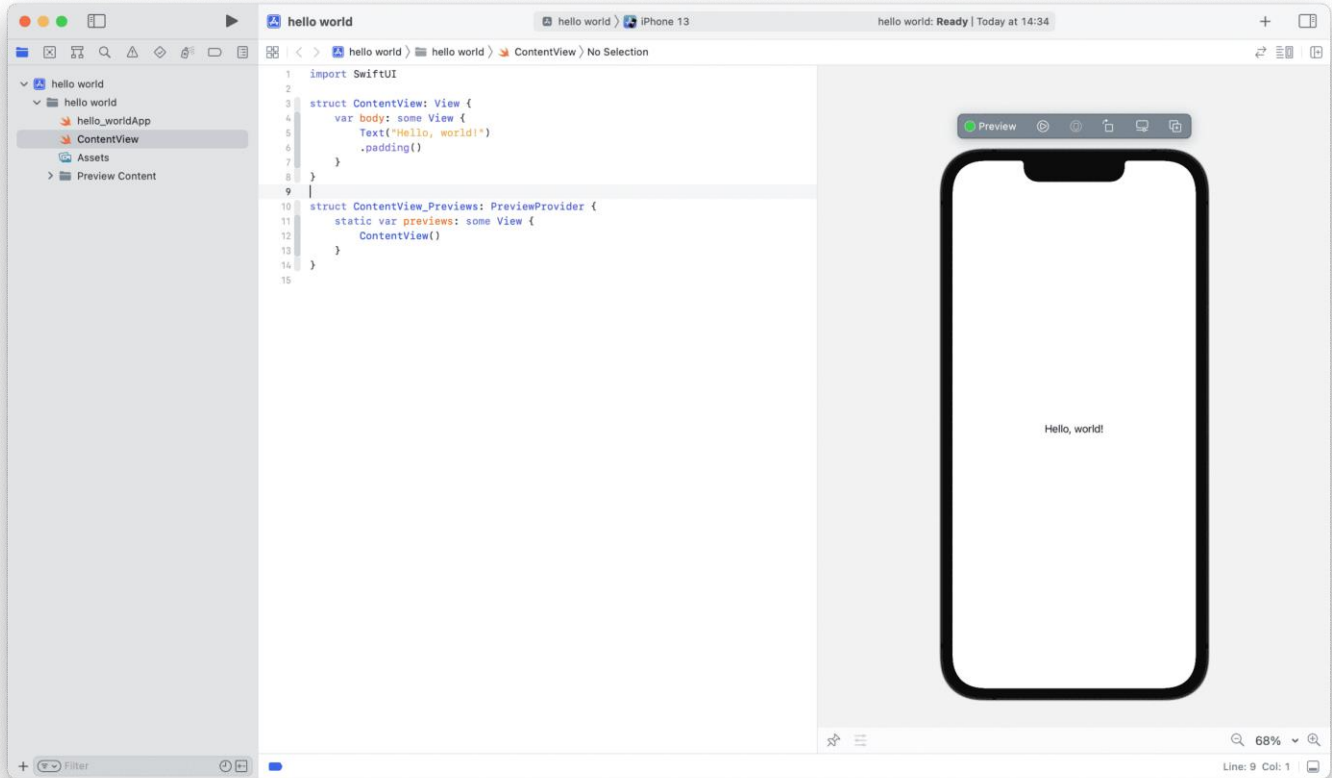 hello world
hello world 〉 iPhone 13
hello world: Ready | Today at 14:34
hello world 〉 hello world 〉 ContentView 〉 No Selection
hello world
hello world
hello_worldApp
ContentView
Assets
Preview Content
1 import SwiftUI
2
3 struct ContentView: View {
4     var body: some View {
5         Text("Hello, world!")
6         .padding()
7     }
8 }
9
10 struct ContentView_Previews: PreviewProvider {
11     static var previews: some View {
12         ContentView()
13     }
14 }
15
Preview
Hello, world!
68%
Filter
Line: 9 Col: 1